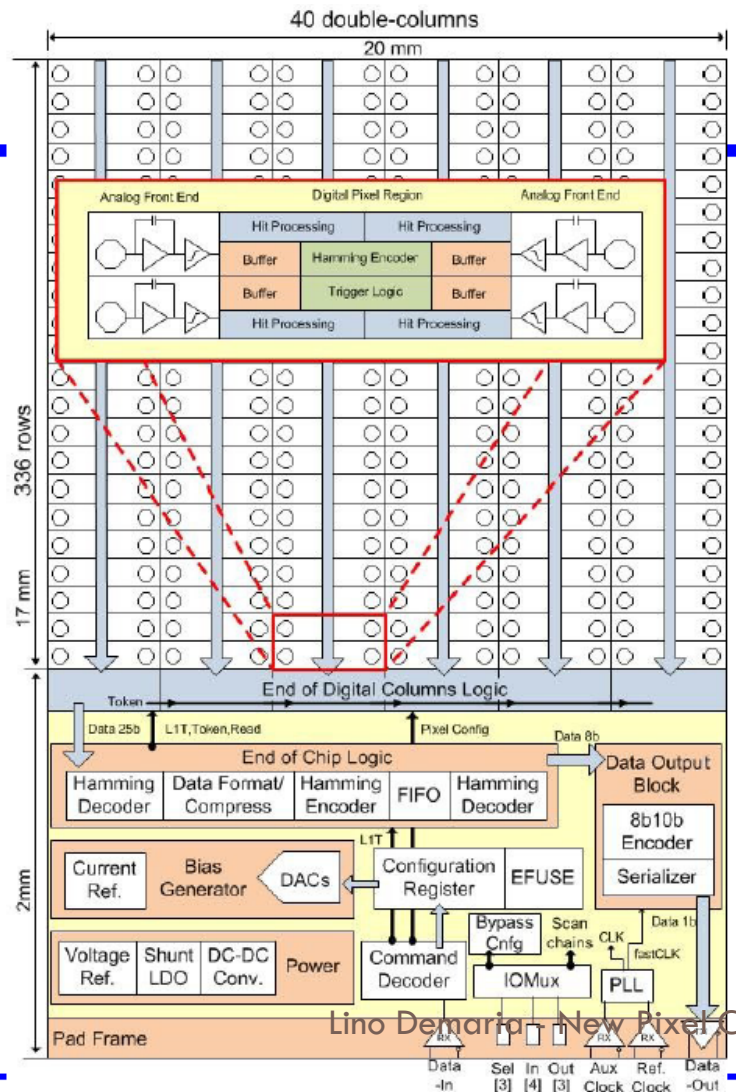 40 double-columns
20 mm
336 rows
17 mm
Analog Front End
Digital Pixel Region
Analog Front End
Hit Processing
Hit Processing
Buffer
Hamming Encoder
Buffer
Buffer
Trigger Logic
Buffer
Hit Processing
Hit Processing
2mm
End of Digital Columns Logic
Token
Data 25b
L1T,Token,Read
Pixel Config
Data 8b
End of Chip Logic
Hamming
Decoder
Data Format/
Compress
Hamming
Encoder
FIFO
Hamming
Decoder
Data Output
Block
8b10b
Encoder
Serializer
L1T
Current
Ref.
Bias
Generator
DACs
Configuration
Register
EFUSE
Data 1b
Bypass
Cnfg
Scan
chains
CLK
fastCLK
Voltage
Ref.
Shunt
LDO
DC-DC
Conv.
Power
Command
Decoder
IOMux
PLL
Pad Frame
Lino Demaria - New Pixel
RX
RX
RX
Data
-In
Sel
[3]
In
[4]
Out
[3]
Aux
Clock
Ref.
Clock
Data
-Out